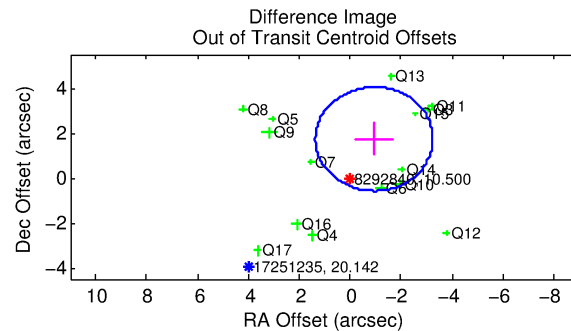 Difference Image
Out of Transit Centroid Offsets
Dec Offset (arcsec)
4
2
0
−2
−4
Q13
Q8
Q11
Q5
Q9
Q7
Q14
8292840, 10.500
Q10
Q16
Q4
Q12
Q17
17251235, 20.142
10
8
6
4
2
0
−2
−4
−6
−8
RA Offset (arcsec)